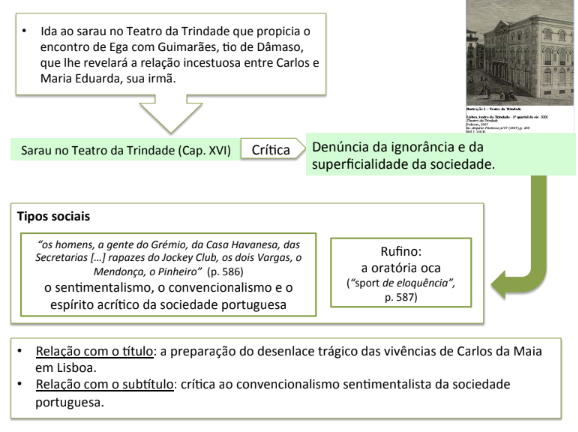 • Ida ao sarau no Teatro da Trindade que propicia o
encontro de Ega com Guimarães, tio de Dâmaso,
que lhe revelará a relação incestuosa entre Carlos e
Maria Eduarda, sua irmã.
Ilustração 1 – Teatro da Trindade
Lisboa, teatro da Trindade
Sarau no Teatro da Trindade (Cap. XVI)
Crítica
Denúncia da ignorância e da
superficialidade da sociedade.
Tipos sociais
“os homens, a gente do Grémio, da Casa Havanesa, das
Secretarias [...] rapazes do Jockey Club, os dois Vargas, o
Mendonça, o Pinheiro” (p. 586)
o sentimentalismo, o convencionalismo e o
espírito acrítico da sociedade portuguesa
Rufino:
a oratória oca
(“sport de eloquência”,
p. 587)
• Relação com o título: a preparação do desenlace trágico das vivências de Carlos da Maia
em Lisboa.
• Relação com o subtítulo: crítica ao convencionalismo sentimentalista da sociedade
portuguesa.